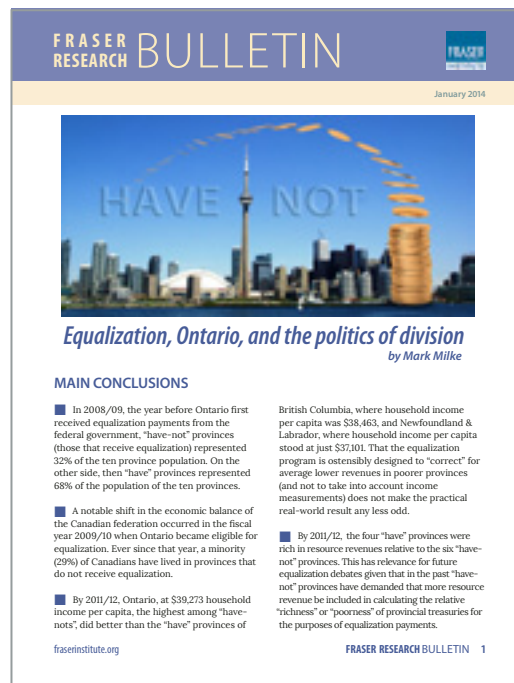 FRASER
RESEARCH BULLETIN
FRASER
January 2014
HAVE NOT
Equalization, Ontario, and the politics of division
by Mark Milke
MAIN CONCLUSIONS
■ In 2008/09, the year before Ontario first
received equalization payments from the
federal government, “have-not” provinces
(those that receive equalization) represented
32% of the ten province population. On the
other side, then “have” provinces represented
68% of the population of the ten provinces.
■ A notable shift in the economic balance of
the Canadian federation occurred in the fiscal
year 2009/10 when Ontario became eligible for
equalization. Ever since that year, a minority
(29%) of Canadians have lived in provinces that
do not receive equalization.
■ By 2011/12, Ontario, at $39,273 household
income per capita, the highest among “have-
nots”, did better than the “have” provinces of
British Columbia, where household income
per capita was $38,463, and Newfoundland &
Labrador, where household income per capita
stood at just $37,101. That the equalization
program is ostensibly designed to “correct” for
average lower revenues in poorer provinces
(and not to take into account income
measurements) does not make the practical
real-world result any less odd.
■ By 2011/12, the four “have” provinces were
rich in resource revenues relative to the six “have-
not” provinces. This has relevance for future
equalization debates given that in the past “have-
not” provinces have demanded that more resource
revenue be included in calculating the relative
“richness” or “poorness” of provincial treasuries for
the purposes of equalization payments.
fraserinstitute.org
FRASER RESEARCH BULLETIN 1